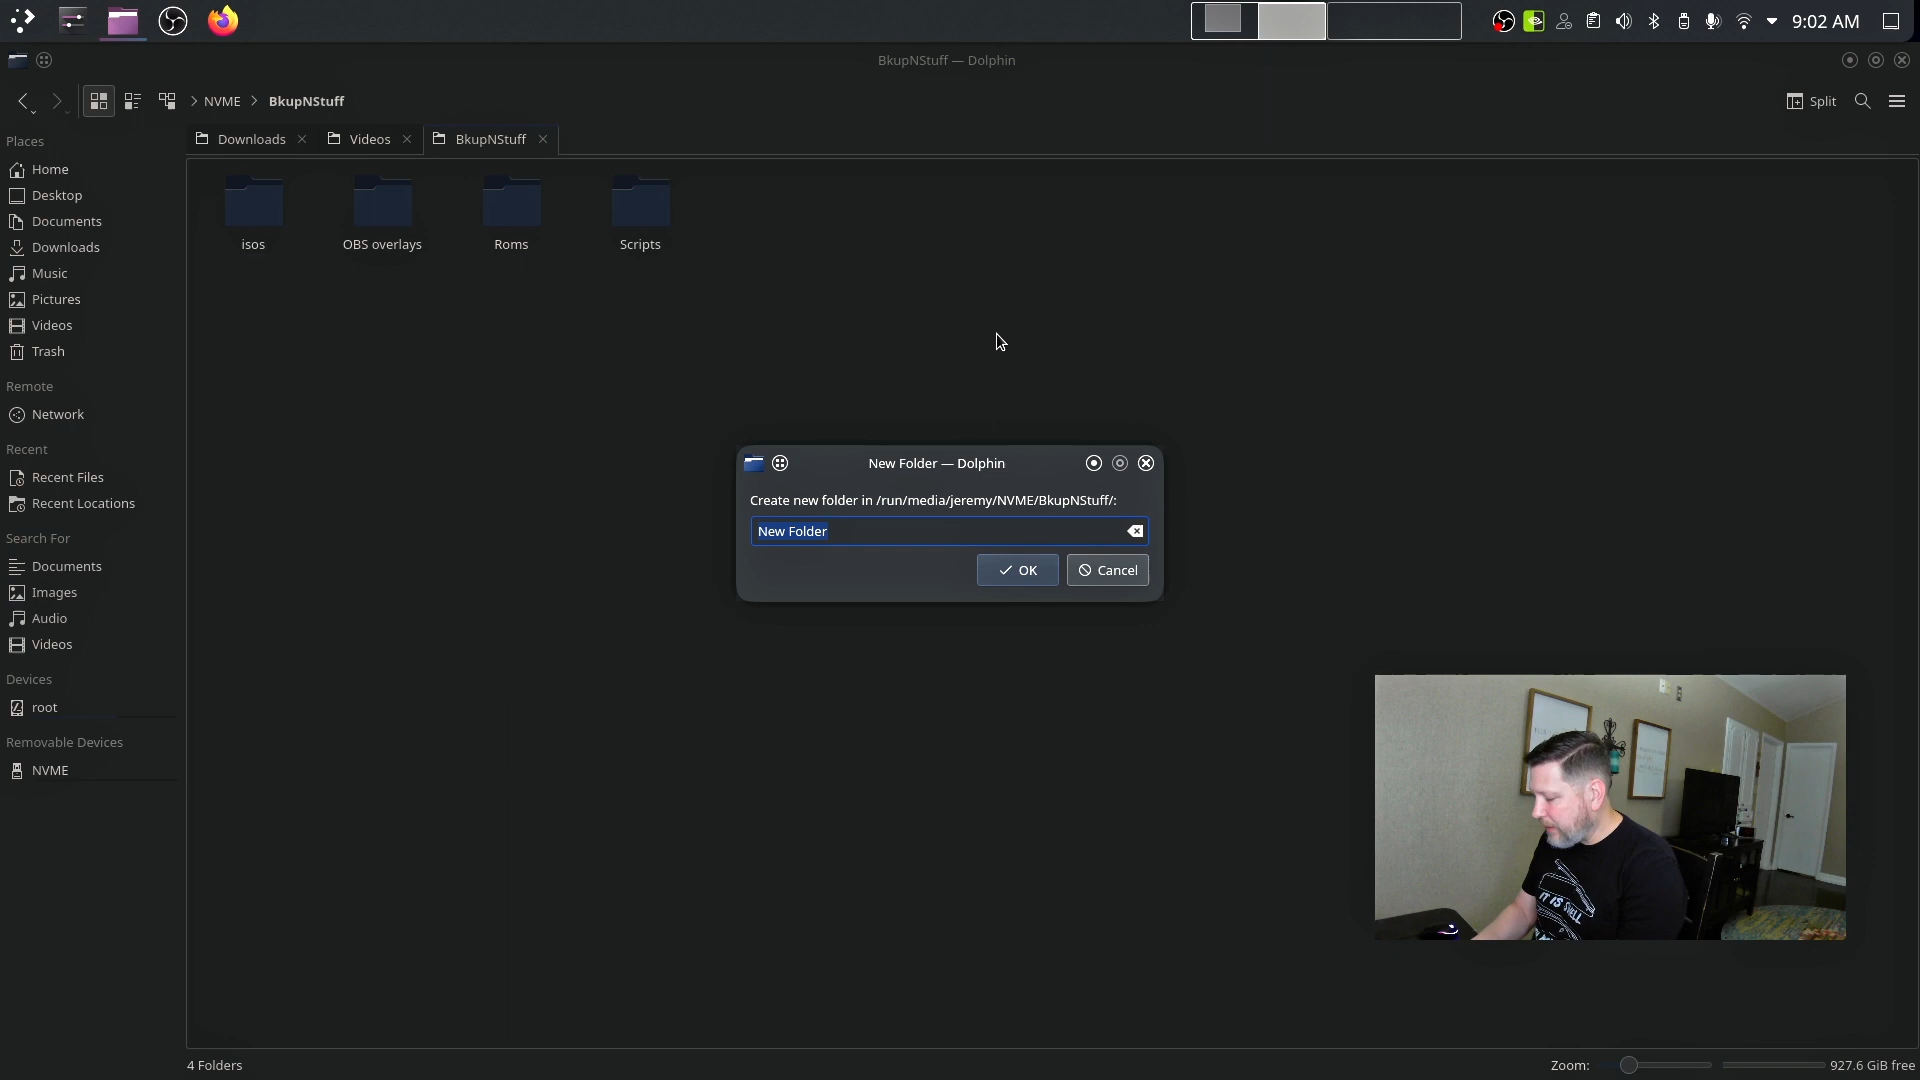 9:02 AM
BkupNStuff — Dolphin
NVME
BkupNStuff
Split
Downloads
Videos
BkupNStuff
Places
Home
Desktop
Documents
Downloads
Music
Pictures
Videos
Trash
Remote
Network
Recent
Recent Files
Recent Locations
Search For
Documents
Images
Audio
Videos
Devices
root
Removable Devices
NVME
isos
OBS overlays
Roms
Scripts
New Folder — Dolphin
Create new folder in /run/media/jeremy/NVME/BkupNStuff/:
New Folder
OK
Cancel
IT IS
4 Folders
Zoom:
927.6 GiB free